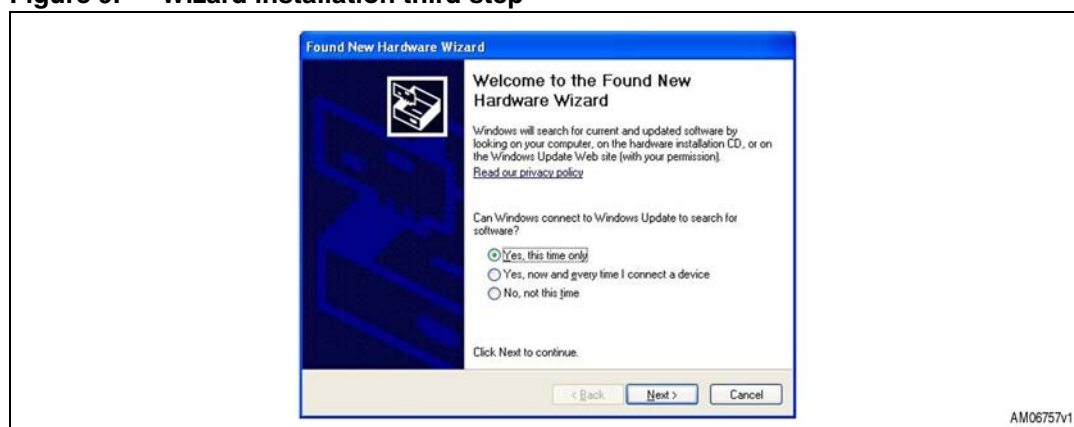 Wizard installation third step
Found New Hardware Wizard
Welcome to the Found New
Hardware Wizard
Windows will search for current and updated software by
looking on your computer, on the hardware installation CD, or on
the Windows Update Web site (with your permission).
Read our privacy policy
Can Windows connect to Windows Update to search for
software?
Yes, this time only
Yes, now and every time I connect a device
No, not this time
Click Next to continue.
< Back
Next >
Cancel
AM06757v1